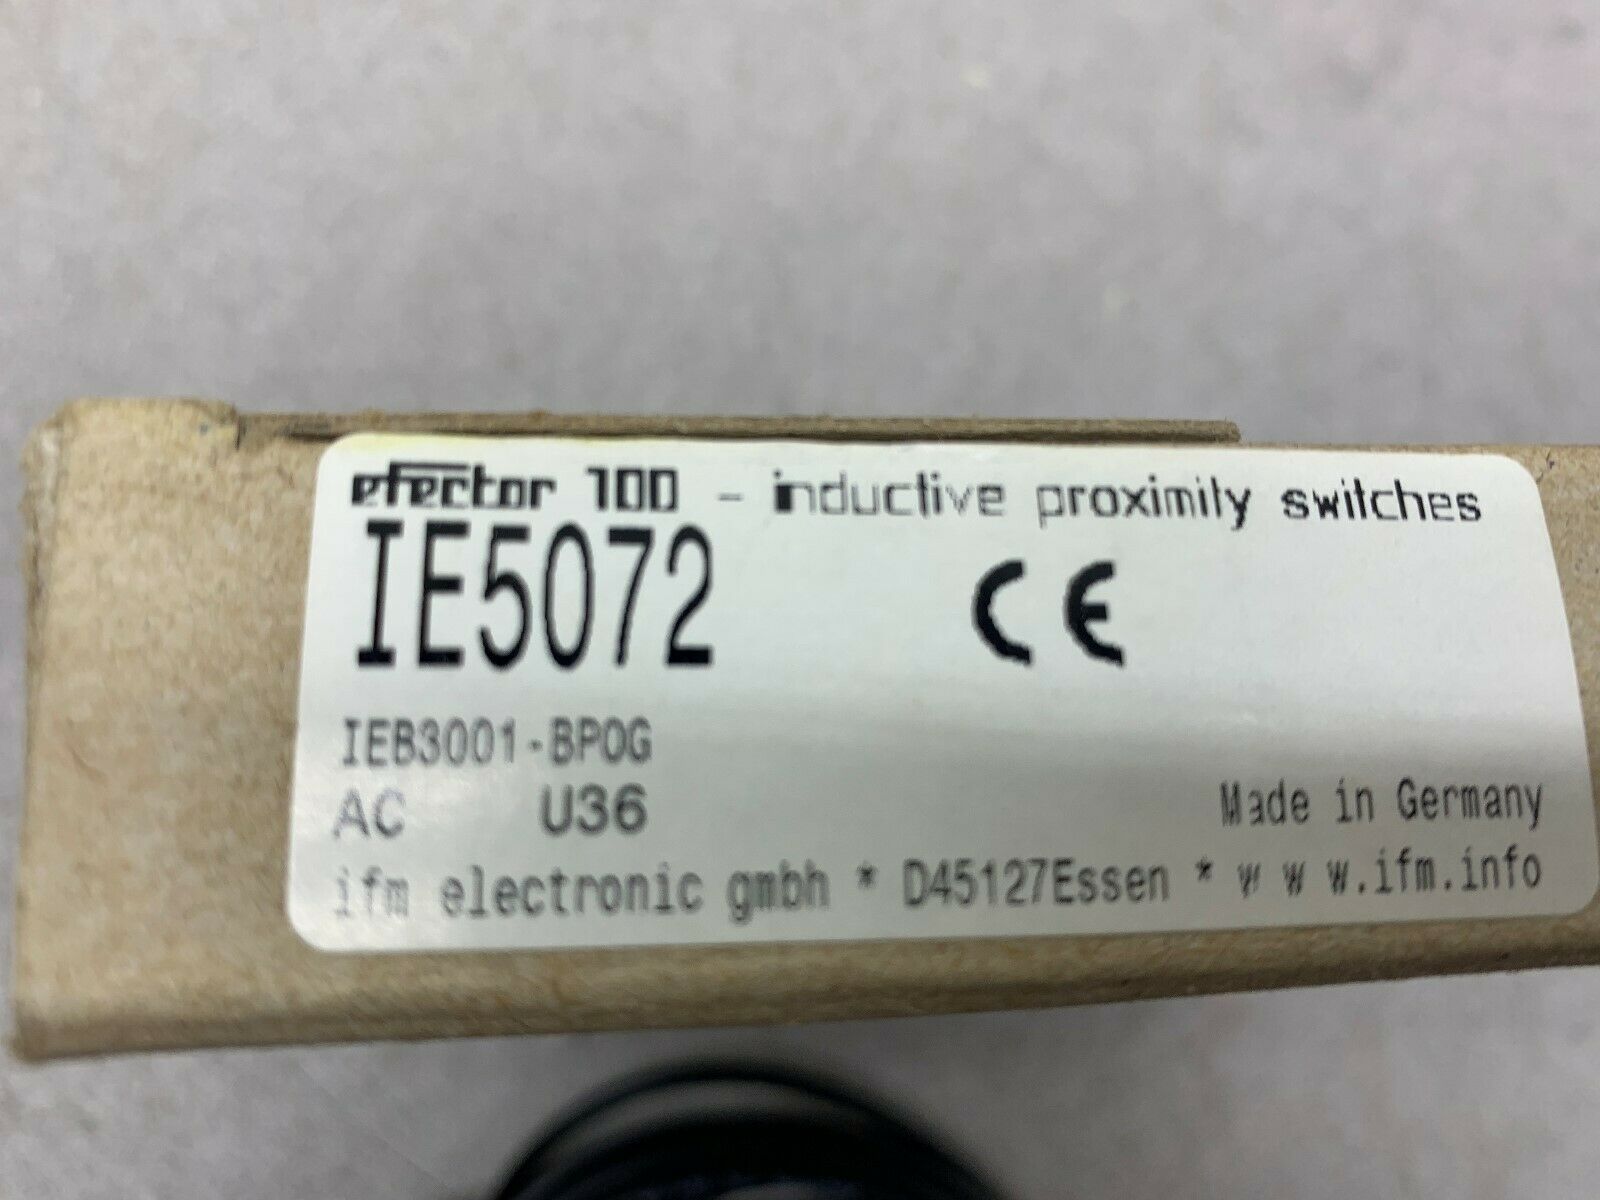 efector 100 - inductive proximity switches
IE5072 CE
IEB3001-BPOG
AC U36 Made in Germany
ifm electronic gmbh * D45127Essen * w w w.ifm.info